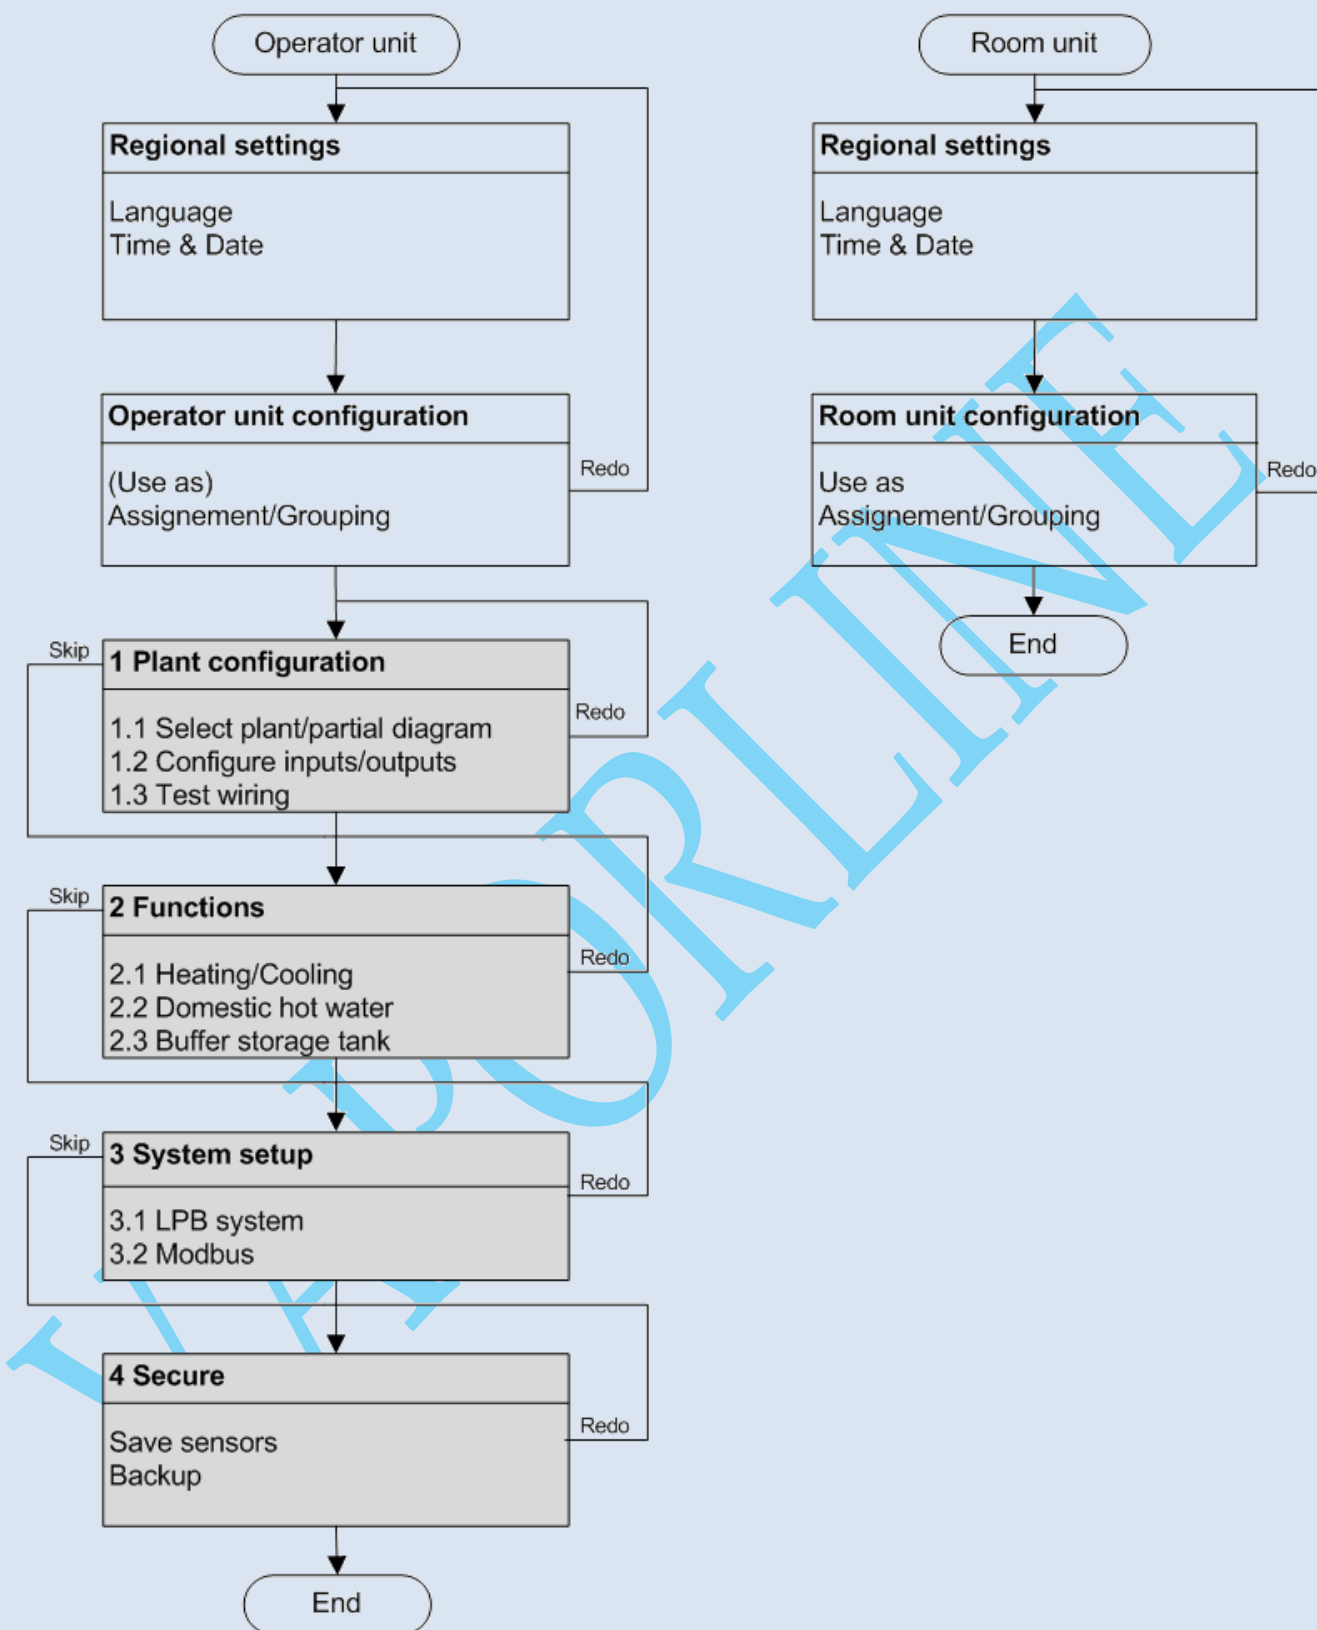 Operator unit
Regional settings
Language
Time & Date
Operator unit configuration
(Use as)
Assignement/Grouping
Redo
Skip
1 Plant configuration
1.1 Select plant/partial diagram
1.2 Configure inputs/outputs
1.3 Test wiring
Redo
Skip
2 Functions
2.1 Heating/Cooling
2.2 Domestic hot water
2.3 Buffer storage tank
Redo
Skip
3 System setup
3.1 LPB system
3.2 Modbus
Redo
4 Secure
Save sensors
Backup
Redo
End
Room unit
Regional settings
Language
Time & Date
Room unit configuration
Use as
Assignement/Grouping
Redo
End
VAPORLINE